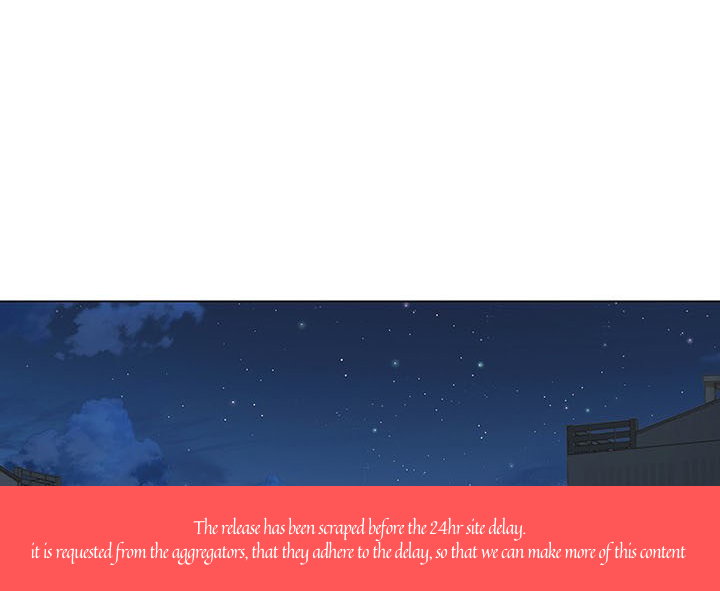 The release has been scraped before the 24hr site delay.
it is requested from the aggregators, that they adhere to the delay, so that we can make more of this content